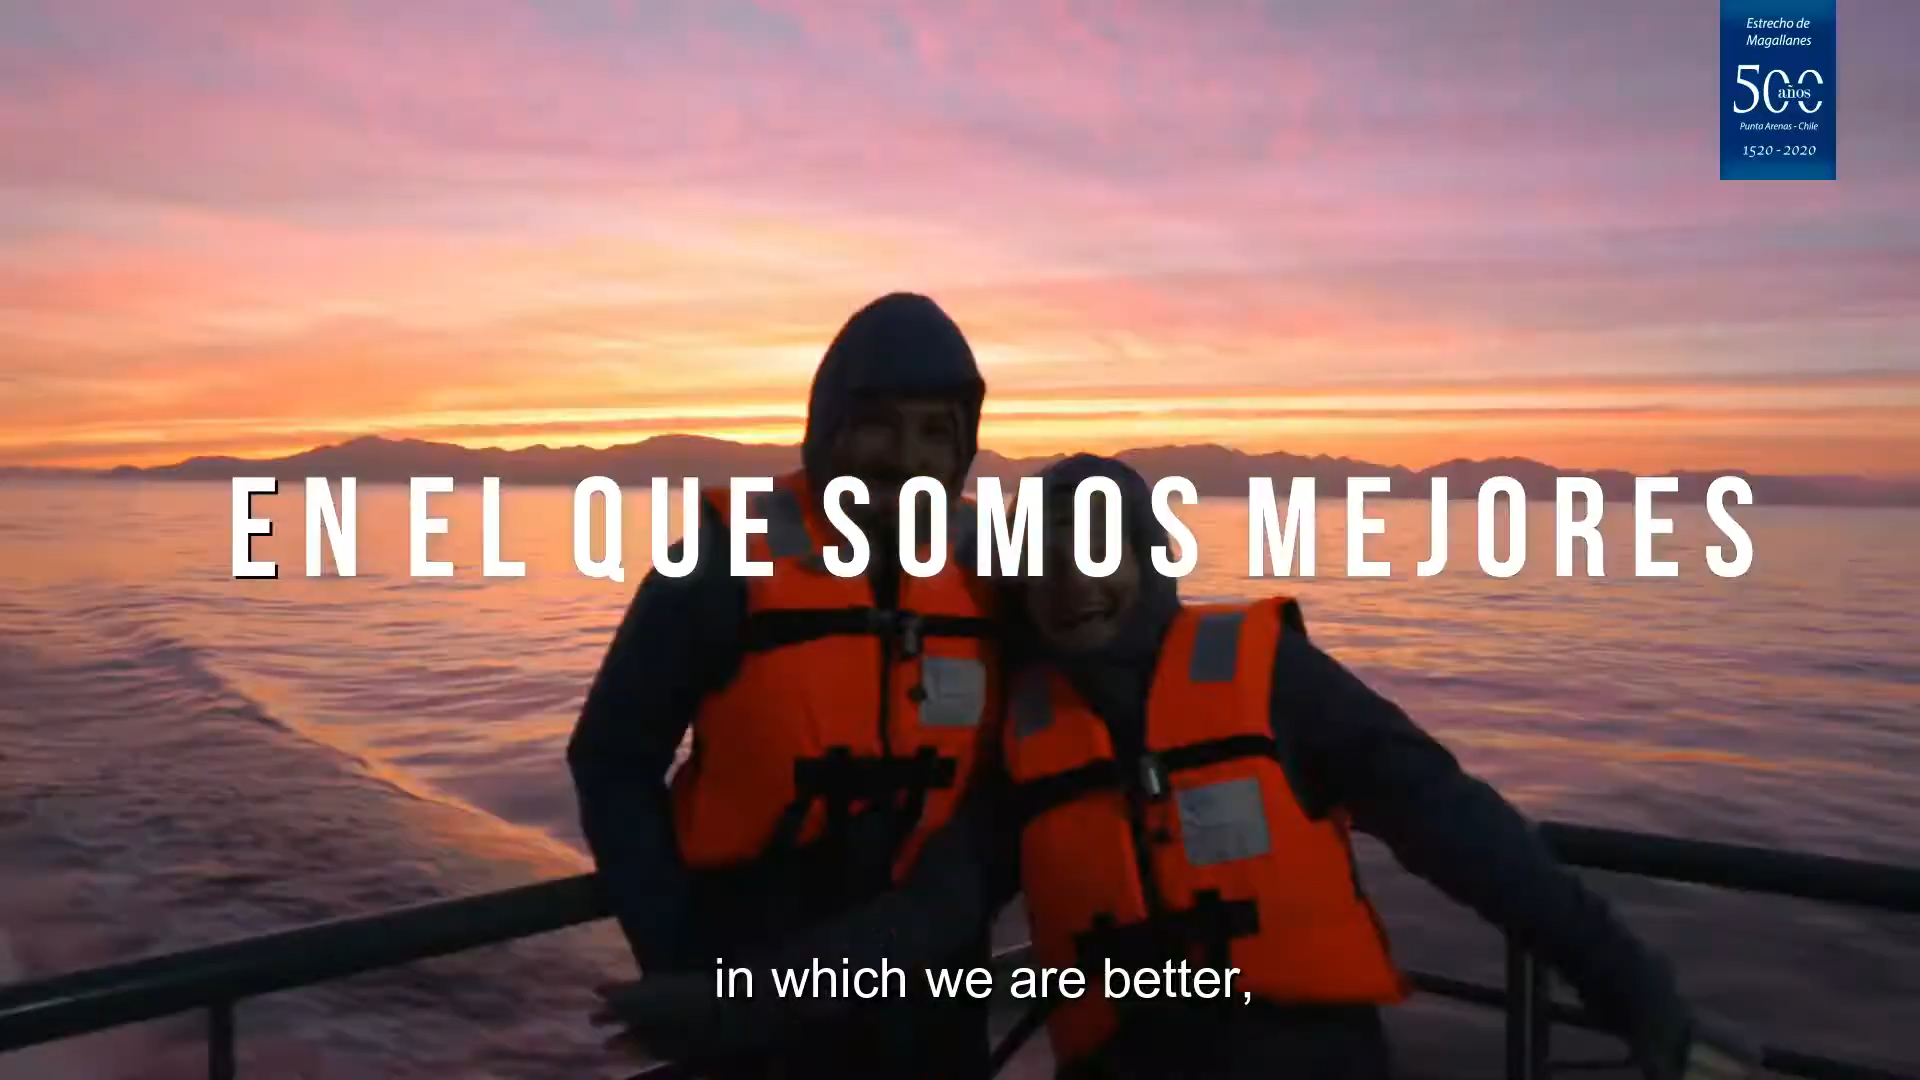 Estrecho de
Magallanes
500
años
Punta Arenas - Chile
1520 - 2020
EN EL QUE SOMOS MEJORES
in which we are better,